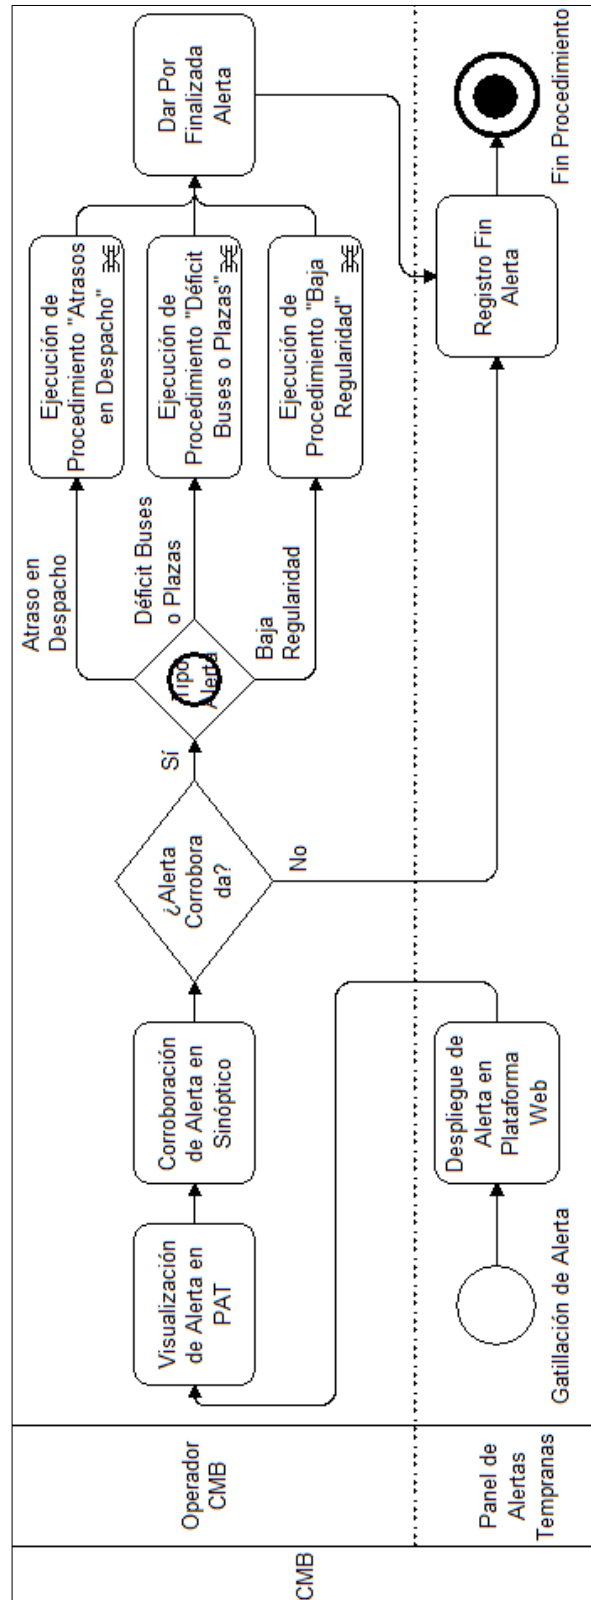 CMB
Operador
CMB
Panel de
Alertas
Tempranas
Gatillación de Alerta
Despliegue de
Alerta en
Plataforma
Web
Visualización
de Alerta en
PAT
Corroboración
de Alerta en
Sinóptico
¿Alerta
Corrobora
da?
Sí
No
Tipo
Alerta
Atraso en
Despacho
Déficit Buses
o Plazas
Baja
Regularidad
Ejecución de
Procedimiento "Atrasos
en Despacho"
Ejecución de
Procedimiento "Déficit
Buses o Plazas"
Ejecución de
Procedimiento "Baja
Regularidad"
Dar Por
Finalizada
Alerta
Registro Fin
Alerta
Fin Procedimiento